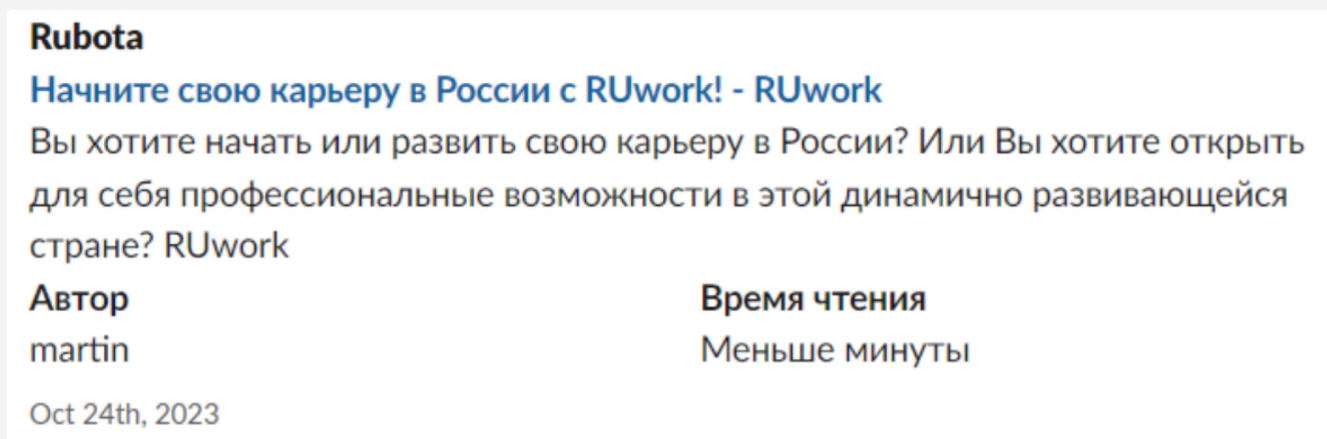 Rubota
Начните свою карьеру в России с RUwork! - RUwork
Вы хотите начать или развить свою карьеру в России? Или Вы хотите открыть
для себя профессиональные возможности в этой динамично развивающейся
стране? RUwork
Автор
martin
Время чтения
Меньше минуты
Oct 24th, 2023